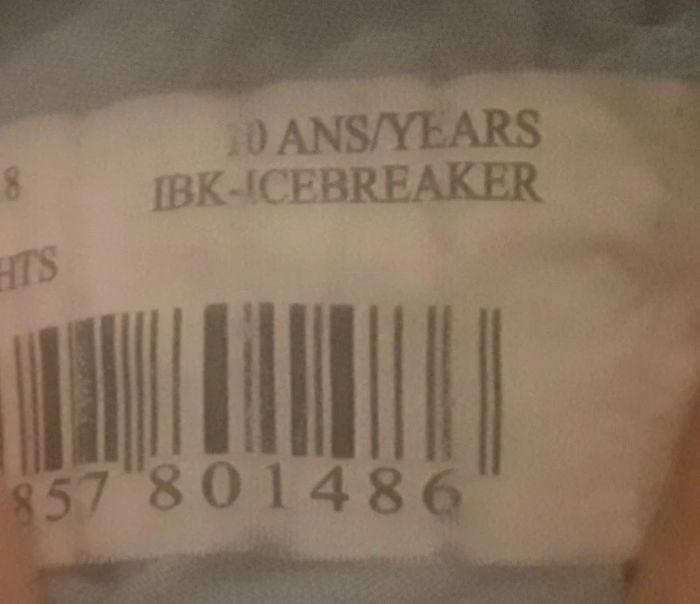 10 ANS/YEARS
8 IBK-ICEBREAKER
HTS
857 801486